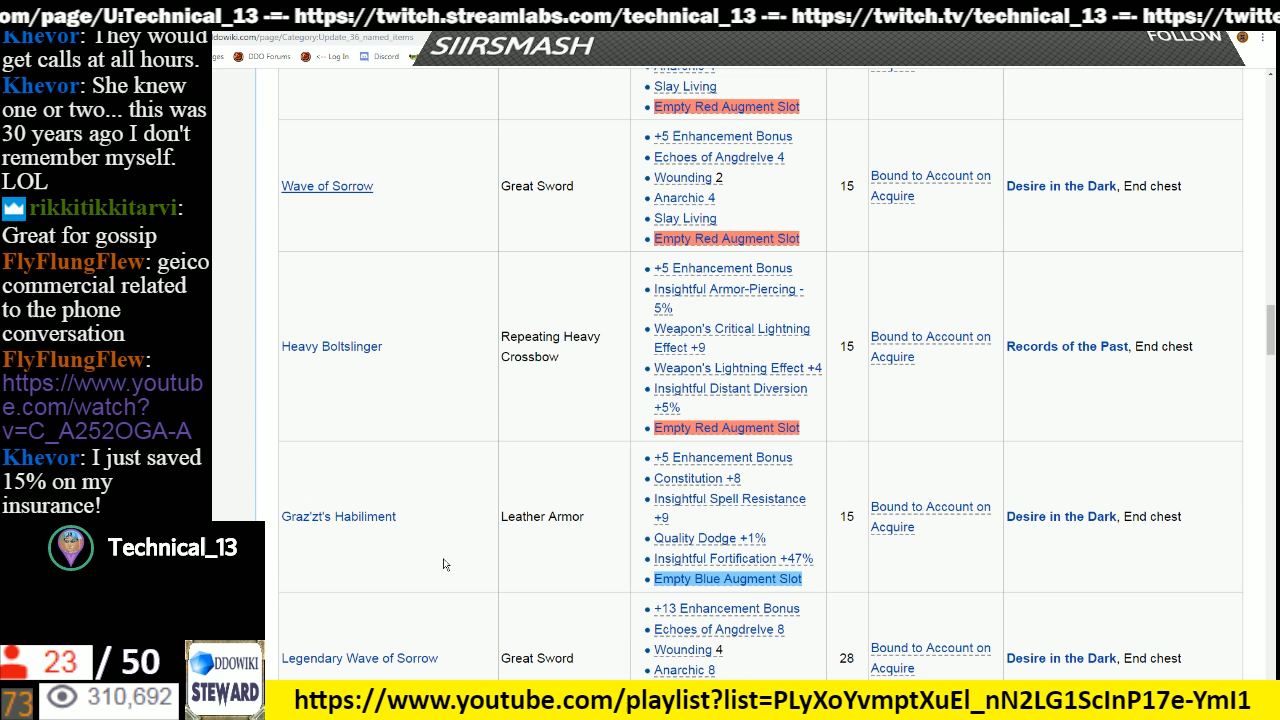 om/page/U:Technical_13 -=- https://twitch.streamlabs.com/technical_13 -=- https://twitch.tv/technical_13 -=- https://twitte
Khevor: They would
get calls at all hours.
Khevor: She knew
one or two... this was
30 years ago I don't
remember myself.
LOL
rikkitikkitarvi:
Great for gossip
FlyFlungFlew: geico
commercial related
to the phone
conversation
FlyFlungFlew:
https://www.youtub
e.com/watch?
v=C_A252OGA-A
Khevor: I just saved
15% on my
insurance!
Technical_13
23 / 50
73 310,692
DDOWIKI
STEWARD
ddowiki.com/page/Category:Update_36_named_items
ges DDO Forums <-- Log In Discord
SIIRSMASH
FOLLOW
Slay Living
Empty Red Augment Slot
Wave of Sorrow
Great Sword
+5 Enhancement Bonus
Echoes of Angdrelve 4
Wounding 2
Anarchic 4
Slay Living
Empty Red Augment Slot
15
Bound to Account on
Acquire
Desire in the Dark, End chest
Heavy Boltslinger
Repeating Heavy
Crossbow
+5 Enhancement Bonus
Insightful Armor-Piercing -
5%
Weapon's Critical Lightning
Effect +9
Weapon's Lightning Effect +4
Insightful Distant Diversion
+5%
Empty Red Augment Slot
15
Bound to Account on
Acquire
Records of the Past, End chest
Graz'zt's Habiliment
Leather Armor
+5 Enhancement Bonus
Constitution +8
Insightful Spell Resistance
+9
Quality Dodge +1%
Insightful Fortification +47%
Empty Blue Augment Slot
15
Bound to Account on
Acquire
Desire in the Dark, End chest
Legendary Wave of Sorrow
Great Sword
+13 Enhancement Bonus
Echoes of Angdrelve 8
Wounding 4
Anarchic 8
28
Bound to Account on
Acquire
Desire in the Dark, End chest
https://www.youtube.com/playlist?list=PLyXoYvmptXuEl_nN2LG1ScInP17e-YmI1